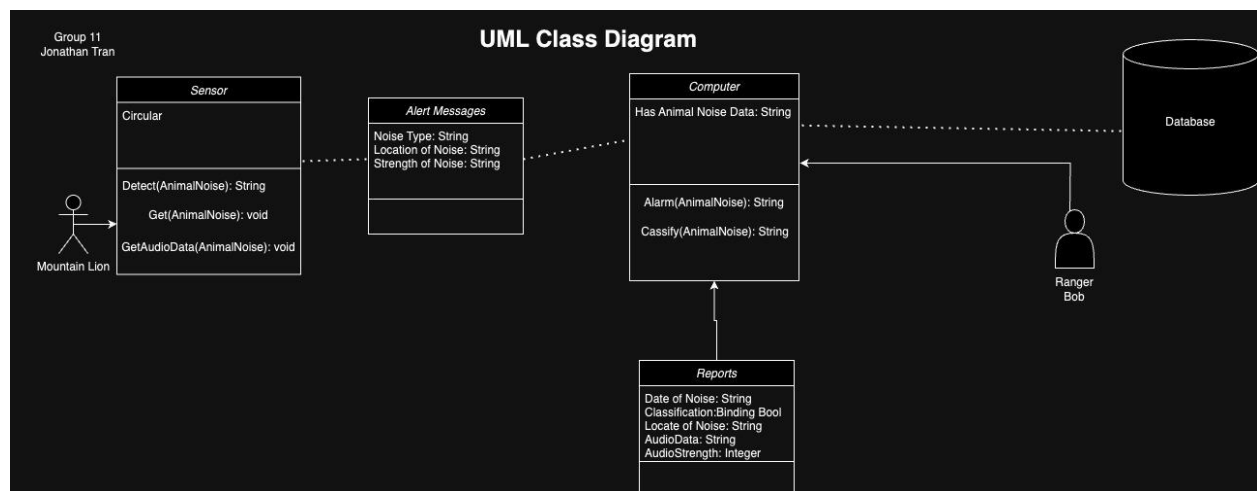 Group 11
Jonathan Tran
UML Class Diagram
Sensor
Circular
Detect(AnimalNoise): String
Get(AnimalNoise): void
GetAudioData(AnimalNoise): void
Mountain Lion
Alert Messages
Noise Type: String
Location of Noise: String
Strength of Noise: String
Computer
Has Animal Noise Data: String
Alarm(AnimalNoise): String
Cassify(AnimalNoise): String
Database
Ranger
Bob
Reports
Date of Noise: String
Classification:Binding Bool
Locate of Noise: String
AudioData: String
AudioStrength: Integer